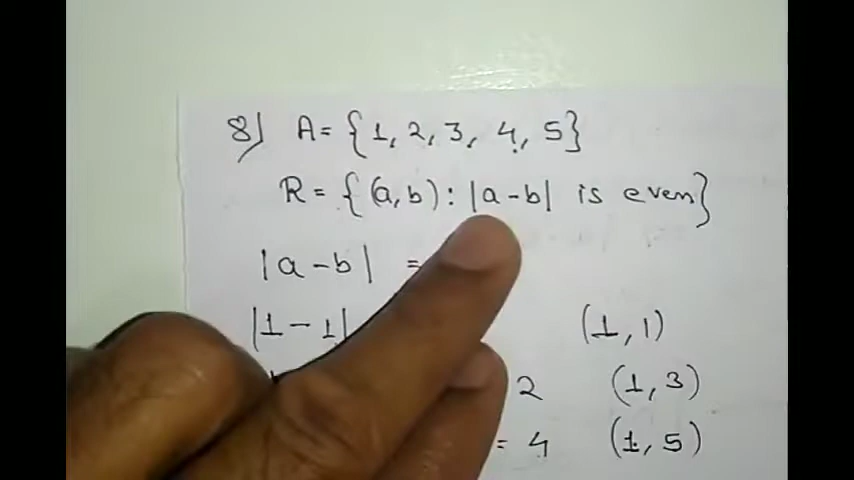 8) A = {1, 2, 3, 4, 5}
R = {(a, b) : |a - b| is even}
|a - b| =
|1 - 1| (1, 1)
2 (1, 3)
= 4 (1, 5)